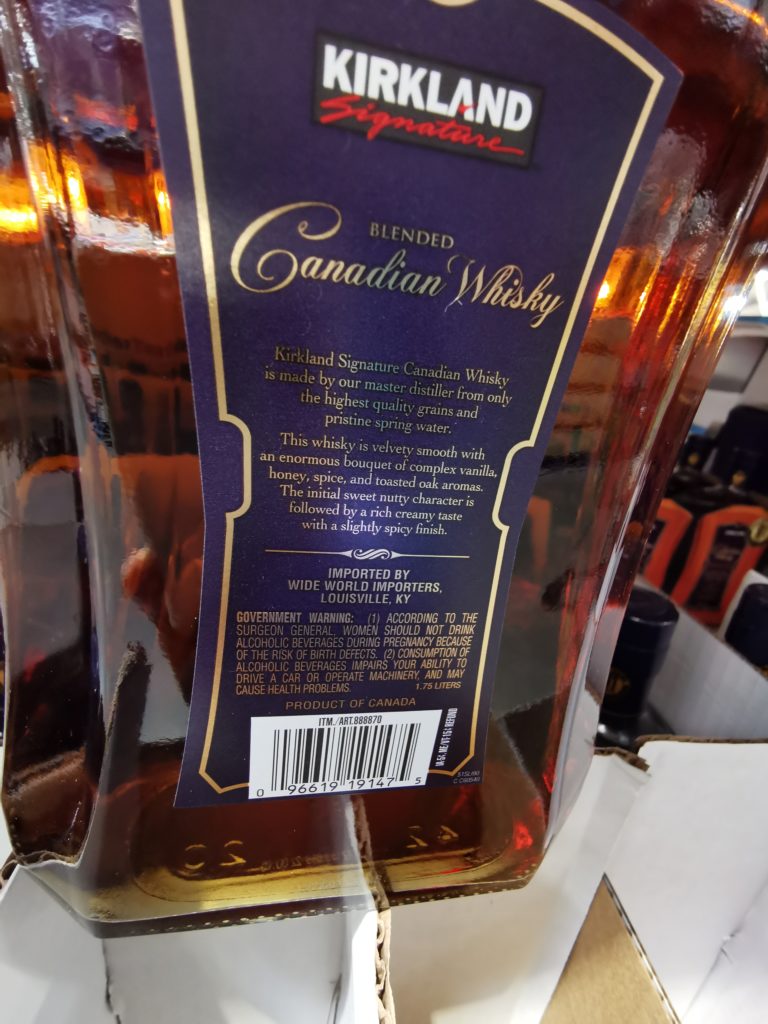 KIRKLAND
Signature
BLENDED
Canadian Whisky
Kirkland Signature Canadian Whisky
is made by our master distiller from only
the highest quality grains and
pristine spring water.
This whisky is velvety smooth with
an enormous bouquet of complex vanilla,
honey, spice, and toasted oak aromas.
The initial sweet nutty character is
followed by a rich creamy taste
with a slightly spicy finish.
IMPORTED BY
WIDE WORLD IMPORTERS,
LOUISVILLE, KY
GOVERNMENT WARNING: (1) ACCORDING TO THE
SURGEON GENERAL, WOMEN SHOULD NOT DRINK
ALCOHOLIC BEVERAGES DURING PREGNANCY BECAUSE
OF THE RISK OF BIRTH DEFECTS. (2) CONSUMPTION OF
ALCOHOLIC BEVERAGES IMPAIRS YOUR ABILITY TO
DRIVE A CAR OR OPERATE MACHINERY, AND MAY
CAUSE HEALTH PROBLEMS. 1.75 LITERS
PRODUCT OF CANADA
ITM./ART.888870
0 96619 19147 5
IA-5¢ ME/VT-15¢ REFUND